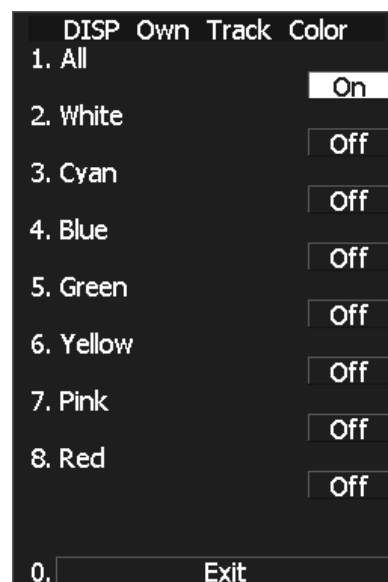 DISP Own Track Color
1. All
On
2. White
Off
3. Cyan
Off
4. Blue
Off
5. Green
Off
6. Yellow
Off
7. Pink
Off
8. Red
Off
0. Exit